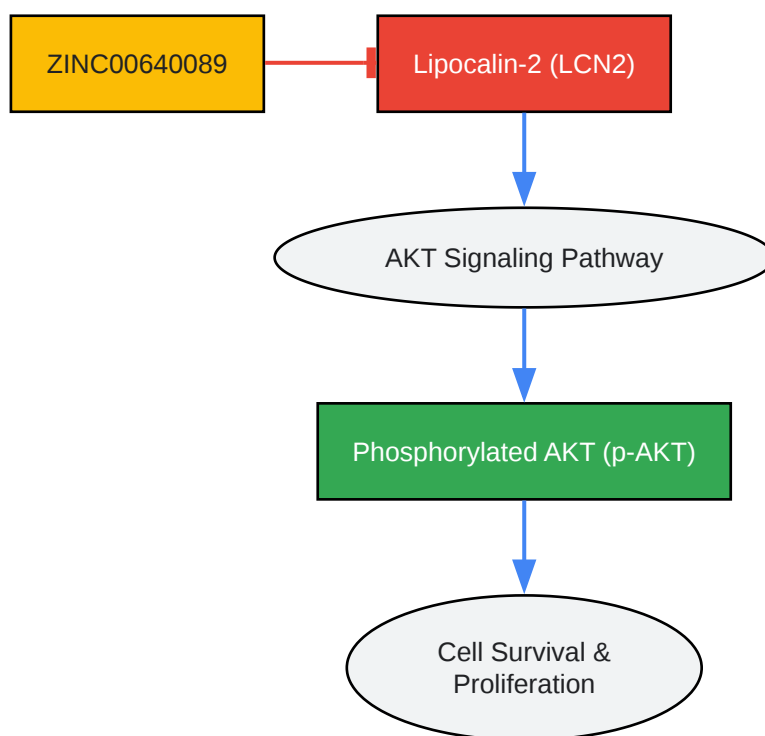 ZINC00640089
Lipocalin-2 (LCN2)
AKT Signaling Pathway
Phosphorylated AKT (p-AKT)
Cell Survival &
Proliferation